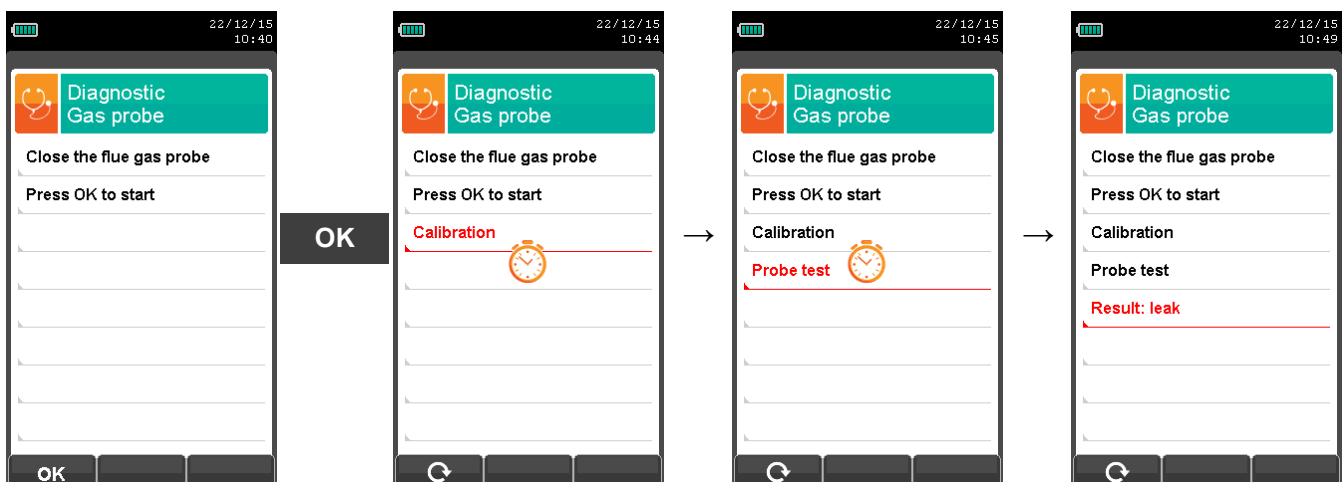 22/12/15
10:40
Diagnostic
Gas probe
Close the flue gas probe
Press OK to start
OK
OK
22/12/15
10:44
Diagnostic
Gas probe
Close the flue gas probe
Press OK to start
Calibration
→
22/12/15
10:45
Diagnostic
Gas probe
Close the flue gas probe
Press OK to start
Calibration
Probe test
→
22/12/15
10:49
Diagnostic
Gas probe
Close the flue gas probe
Press OK to start
Calibration
Probe test
Result: leak